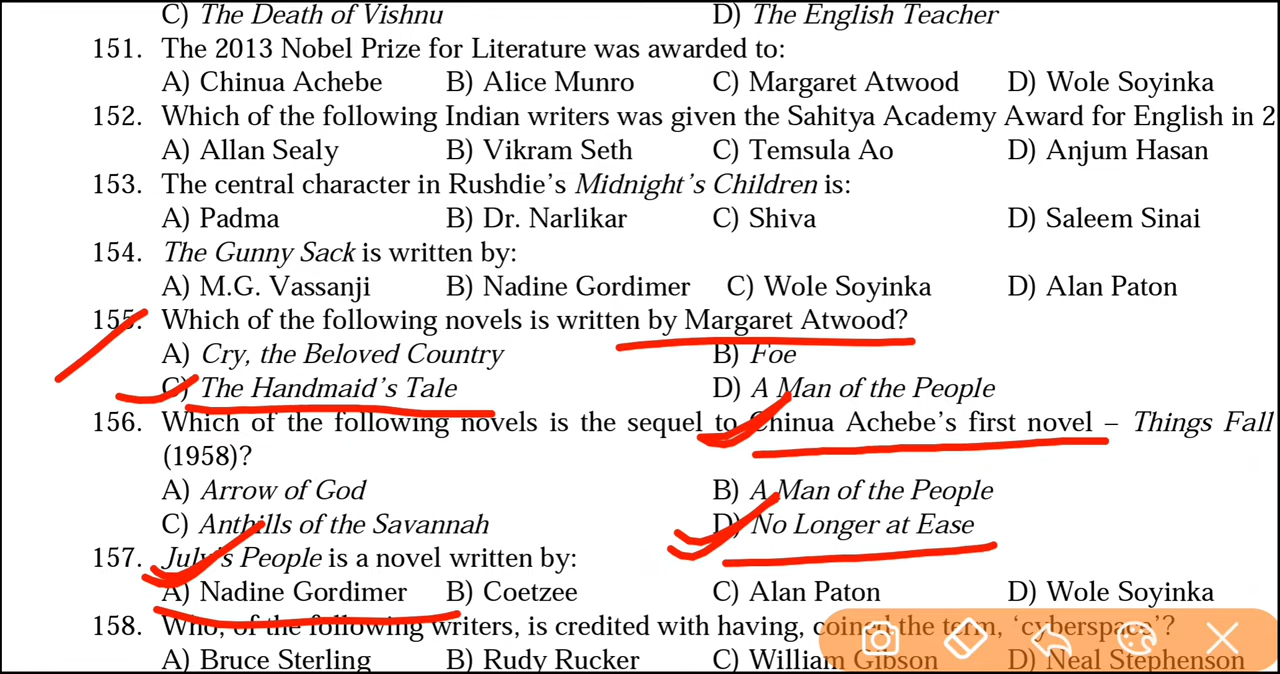 C) The Death of Vishnu D) The English Teacher
151. The 2013 Nobel Prize for Literature was awarded to:
A) Chinua Achebe B) Alice Munro C) Margaret Atwood D) Wole Soyinka
152. Which of the following Indian writers was given the Sahitya Academy Award for English in 2
A) Allan Sealy B) Vikram Seth C) Temsula Ao D) Anjum Hasan
153. The central character in Rushdie's Midnight's Children is:
A) Padma B) Dr. Narlikar C) Shiva D) Saleem Sinai
154. The Gunny Sack is written by:
A) M.G. Vassanji B) Nadine Gordimer C) Wole Soyinka D) Alan Paton
155. Which of the following novels is written by Margaret Atwood?
A) Cry, the Beloved Country B) Foe
C) The Handmaid's Tale D) A Man of the People
156. Which of the following novels is the sequel to Chinua Achebe's first novel – Things Fall
(1958)?
A) Arrow of God B) A Man of the People
C) Anthills of the Savannah D) No Longer at Ease
157. July's People is a novel written by:
A) Nadine Gordimer B) Coetzee C) Alan Paton D) Wole Soyinka
158. Who, of the following writers, is credited with having, coined the term, 'cyberspace'?
A) Bruce Sterling B) Rudy Rucker C) William Gibson D) Neal Stephenson